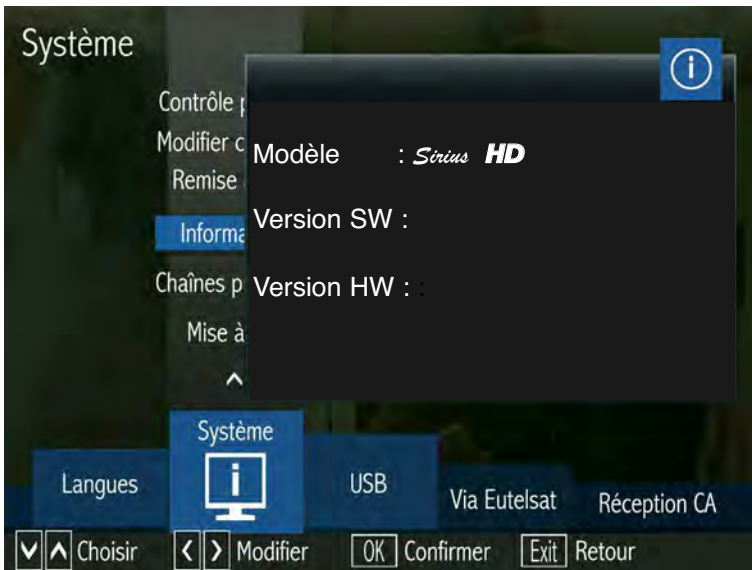 Système
Contrôle p
Modifier c
Remise
Informa
Chaînes p
Mise à
Modèle : Sirius HD
Version SW :
Version HW : :
Système
Langues
USB
Via Eutelsat
Réception CA
Choisir
Modifier
OK Confirmer
Exit Retour